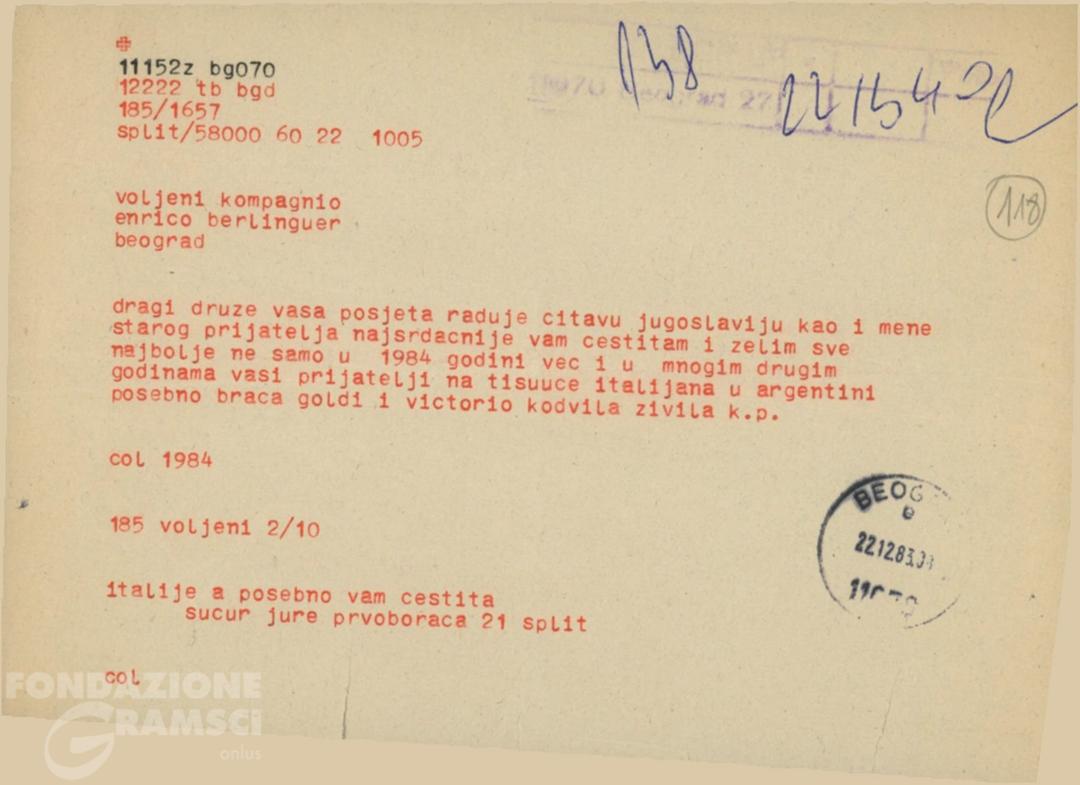 11152z bg070
12222 tb bgd
185/1657
split/58000 60 22 1005
138
118
voljeni kompagnio
enrico berlinguer
beograd
dragi druze vasa posjeta raduje citavu jugoslaviju kao i mene
starog prijatelja najsrdacnije vam cestitam i zelim sve
najbolje ne samo u 1984 godini vec i u mnogim drugim
godinama vasi prijatelji na tisuuce italijana u argentini
posebno braca goldi i victorio kodvila zivila k.p.
col 1984
185 voljeni 2/10
BEOG
e
22.12.83
italije a posebno vam cestita
sucur jure prvoboraca 21 split
col
FONDAZIONE
GRAMSCI
onlus